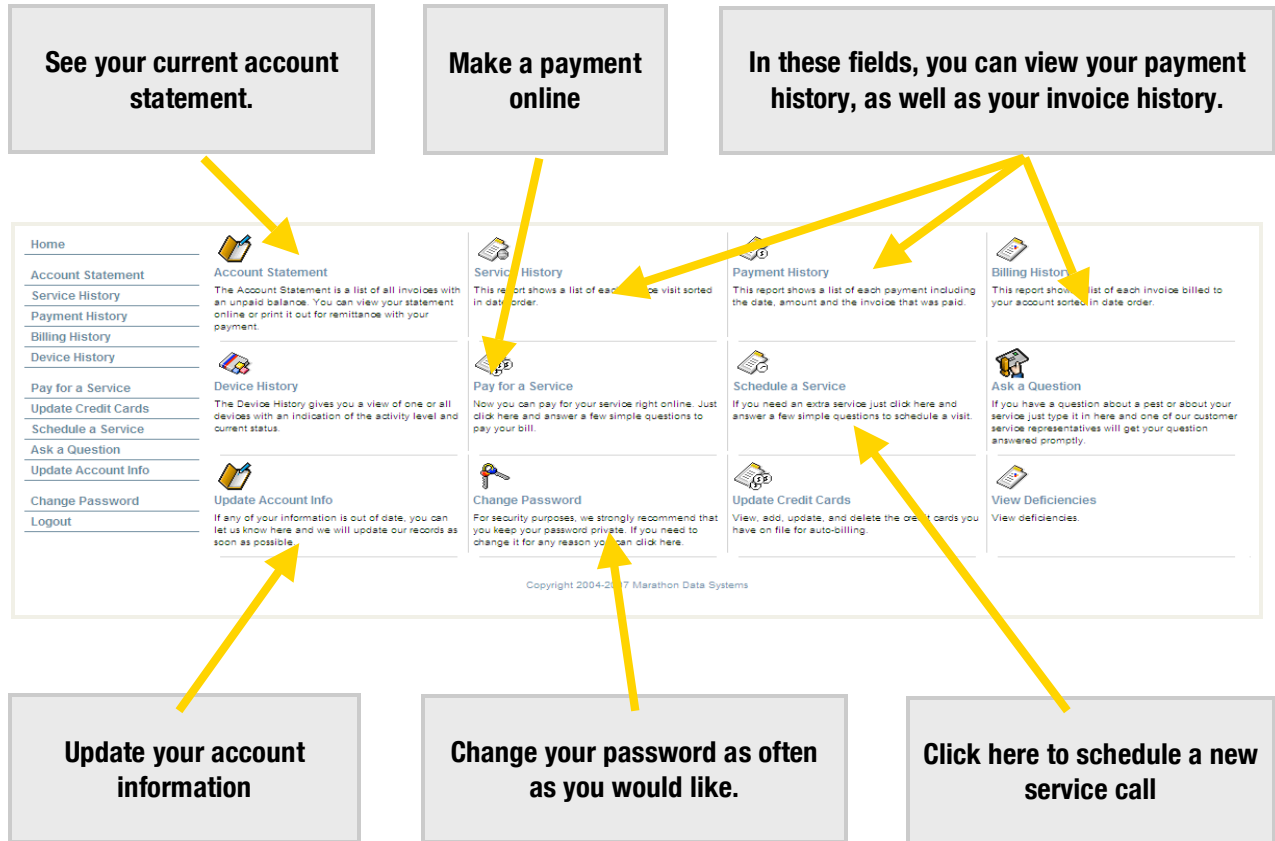 See your current account
statement.
Make a payment
online
In these fields, you can view your payment
history, as well as your invoice history.
Home
Account Statement
Service History
Payment History
Billing History
Device History
Pay for a Service
Update Credit Cards
Schedule a Service
Ask a Question
Update Account Info
Change Password
Logout
Account Statement
The Account Statement is a list of all invoices with
an unpaid balance. You can view your statement
online or print it out for remittance with your
payment.
Service History
This report shows a list of each visit sorted
in date order.
Payment History
This report shows a list of each payment including
the date, amount and the invoice that was paid.
Billing History
This report shows a list of each invoice billed to
your account sorted in date order.
Device History
The Device History gives you a view of one or all
devices with an indication of the activity level and
current status.
Pay for a Service
Now you can pay for your service right online. Just
click here and answer a few simple questions to
pay your bill.
Schedule a Service
If you need an extra service just click here and
answer a few simple questions to schedule a visit.
Ask a Question
If you have a question about a pest or about your
service just type it in here and one of our customer
service representatives will get your question
answered promptly.
Update Account Info
If any of your information is out of date, you can
let us know here and we will update our records as
soon as possible.
Change Password
For security purposes, we strongly recommend that
you keep your password private. If you need to
change it for any reason you can click here.
Update Credit Cards
View, add, update, and delete the credit cards you
have on file for auto-billing.
View Deficiencies
View deficiencies.
Copyright 2004-2007 Marathon Data Systems
Update your account
information
Change your password as often
as you would like.
Click here to schedule a new
service call